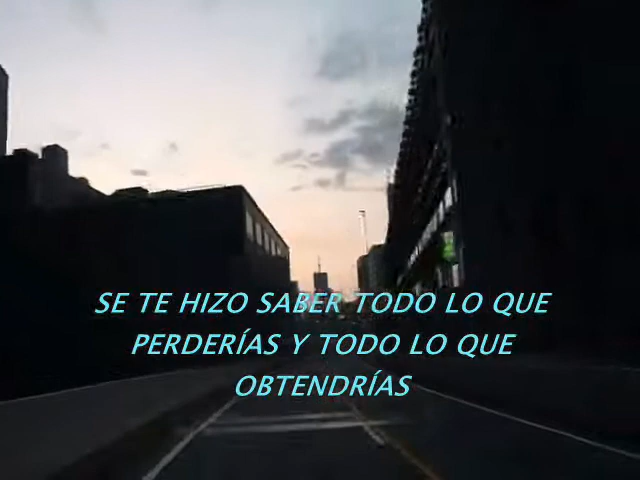 SE TE HIZO SABER TODO LO QUE
PERDERÍAS Y TODO LO QUE
OBTENDRÍAS